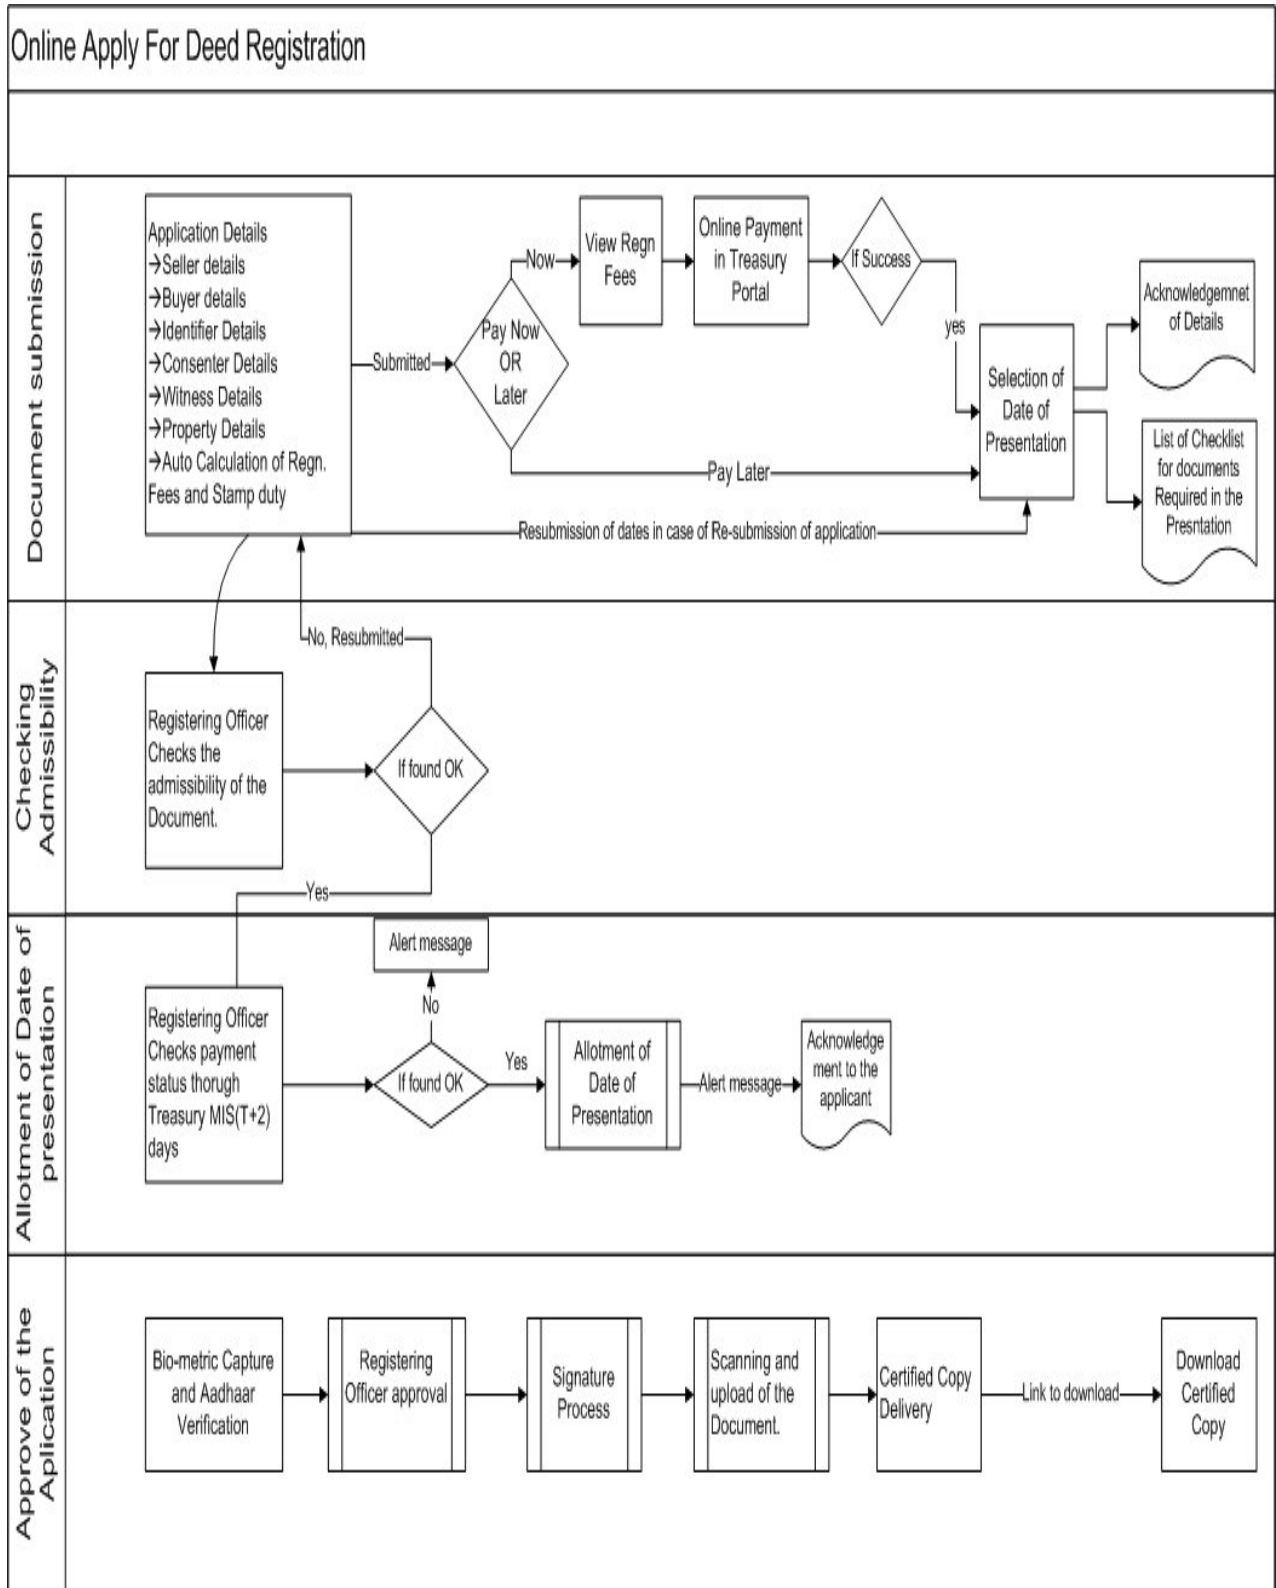 Online Apply For Deed Registration
Document submission
Application Details
→Seller details
→Buyer details
→Identifier Details
→Consenter Details
→Witness Details
→Property Details
→Auto Calculation of Regn.
Fees and Stamp duty
Submitted
Pay Now
OR
Later
Now
View Regn
Fees
Online Payment
in Treasury
Portal
If Success
yes
Pay Later
Selection of
Date of
Presentation
Acknowledgemnet
of Details
List of Checklist
for documents
Required in the
Presntation
Resubmission of dates in case of Re-submission of application
Checking
Admissibility
No, Resubmitted
Registering Officer
Checks the
admissibility of the
Document.
If found OK
Yes
Allotment of Date of
presentation
Alert message
No
Registering Officer
Checks payment
status thorugh
Treasury MIS(T+2)
days
If found OK
Yes
Allotment of
Date of
Presentation
Alert message
Acknowledge
ment to the
applicant
Approve of the
Aplication
Bio-metric Capture
and Aadhaar
Verification
Registering
Officer approval
Signature
Process
Scanning and
upload of the
Document.
Certified Copy
Delivery
Link to download
Download
Certified
Copy